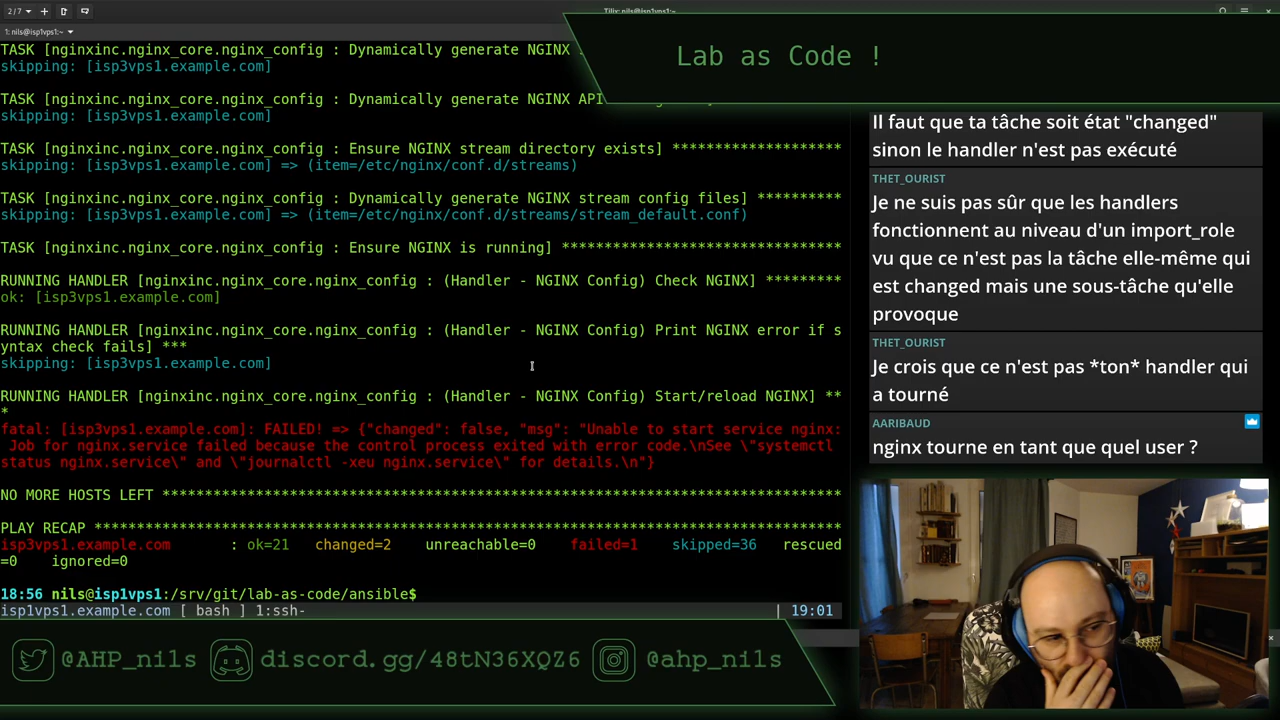 2 / 7
Tilix: nils@isp1vps1:~
1: nils@isp1vps1:~
Lab as Code !
TASK [nginxinc.nginx_core.nginx_config : Dynamically generate NGINX
skipping: [isp3vps1.example.com]
TASK [nginxinc.nginx_core.nginx_config : Dynamically generate NGINX API
skipping: [isp3vps1.example.com]
TASK [nginxinc.nginx_core.nginx_config : Ensure NGINX stream directory exists] ********************
skipping: [isp3vps1.example.com] => (item=/etc/nginx/conf.d/streams)
TASK [nginxinc.nginx_core.nginx_config : Dynamically generate NGINX stream config files] **********
skipping: [isp3vps1.example.com] => (item=/etc/nginx/conf.d/streams/stream_default.conf)
TASK [nginxinc.nginx_core.nginx_config : Ensure NGINX is running] *********************************
RUNNING HANDLER [nginxinc.nginx_core.nginx_config : (Handler - NGINX Config) Check NGINX] *********
ok: [isp3vps1.example.com]
RUNNING HANDLER [nginxinc.nginx_core.nginx_config : (Handler - NGINX Config) Print NGINX error if s
yntax check fails] ***
skipping: [isp3vps1.example.com]
RUNNING HANDLER [nginxinc.nginx_core.nginx_config : (Handler - NGINX Config) Start/reload NGINX] **
*
fatal: [isp3vps1.example.com]: FAILED! => {"changed": false, "msg": "Unable to start service nginx:
Job for nginx.service failed because the control process exited with error code.\nSee \"systemctl
status nginx.service\" and \"journalctl -xeu nginx.service\" for details.\n"}
NO MORE HOSTS LEFT ********************************************************************************
PLAY RECAP ****************************************************************************************
isp3vps1.example.com : ok=21 changed=2 unreachable=0 failed=1 skipped=36 rescued
=0 ignored=0
18:56 nils@isp1vps1:/srv/git/lab-as-code/ansible$
isp1vps1.example.com [ bash ] 1:ssh- | 19:01
Il faut que ta tâche soit état "changed"
sinon le handler n'est pas exécuté
THET_OURIST
Je ne suis pas sûr que les handlers
fonctionnent au niveau d'un import_role
vu que ce n'est pas la tâche elle-même qui
est changed mais une sous-tâche qu'elle
provoque
THET_OURIST
Je crois que ce n'est pas *ton* handler qui
a tourné
AARIBAUD
nginx tourne en tant que quel user ?
@AHP_nils
discord.gg/48tN36XQZ6
@ahp_nils